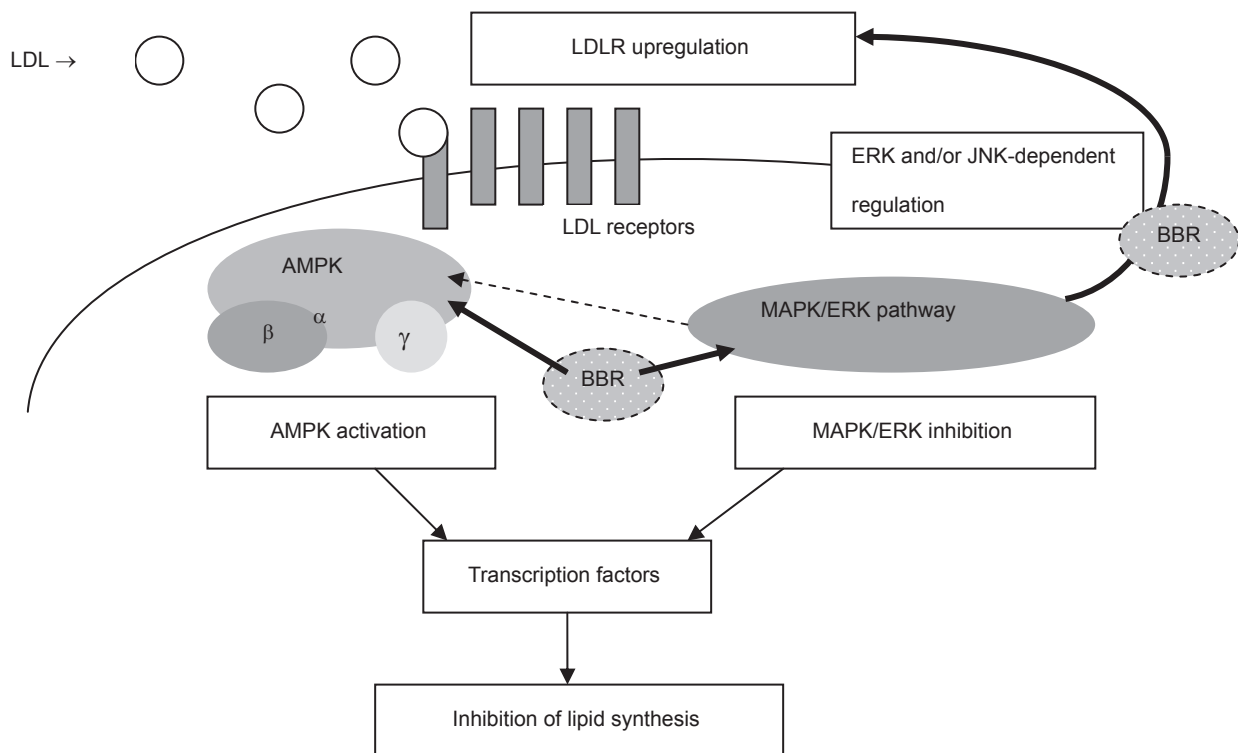 LDLR upregulation
LDL →
ERK and/or JNK-dependent
regulation
LDL receptors
BBR
AMPK
MAPK/ERK pathway
α
β
γ
BBR
AMPK activation
MAPK/ERK inhibition
Transcription factors
Inhibition of lipid synthesis